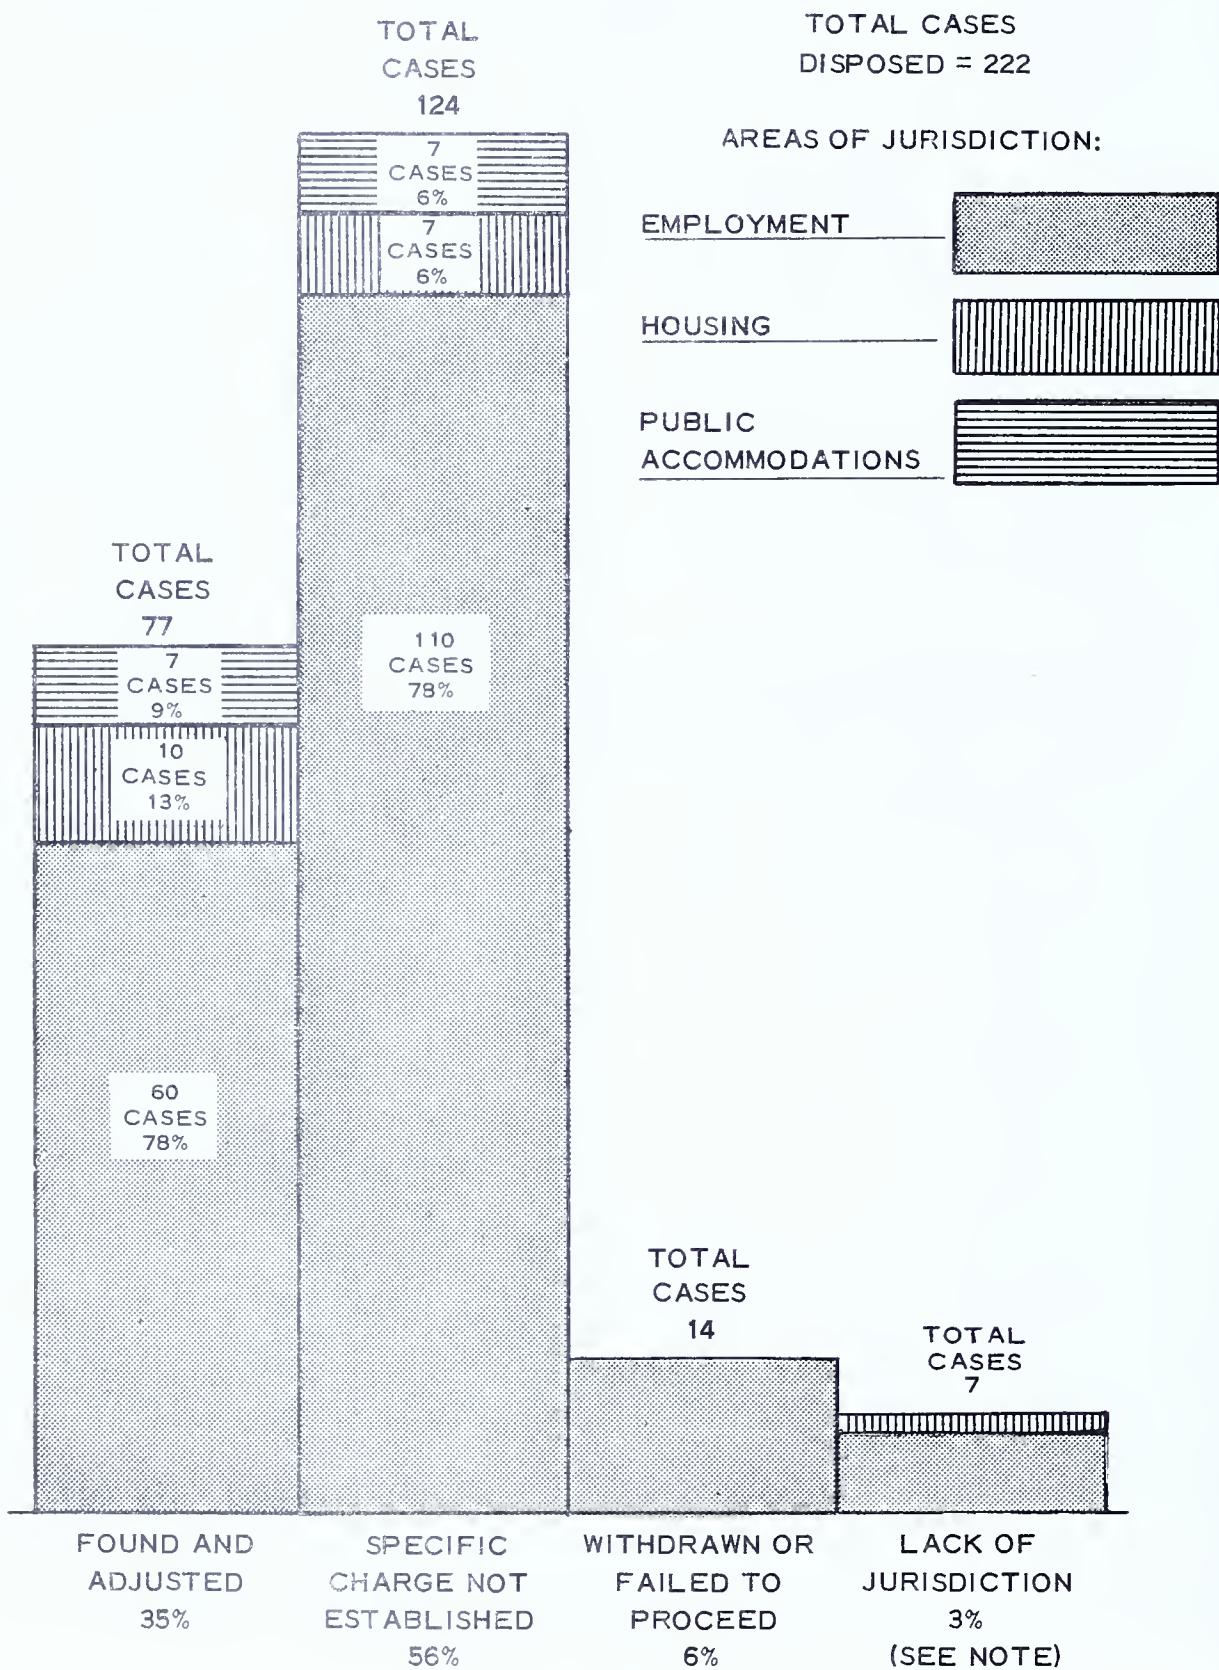 TOTAL CASES
DISPOSED = 222
AREAS OF JURISDICTION:
EMPLOYMENT
HOUSING
PUBLIC
ACCOMMODATIONS
TOTAL
CASES
77
7
CASES
9%
10
CASES
13%
60
CASES
78%
FOUND AND
ADJUSTED
35%
TOTAL
CASES
124
7
CASES
6%
7
CASES
6%
110
CASES
78%
SPECIFIC
CHARGE NOT
ESTABLISHED
56%
TOTAL
CASES
14
WITHDRAWN OR
FAILED TO
PROCEED
6%
TOTAL
CASES
7
LACK OF
JURISDICTION
3%
(SEE NOTE)